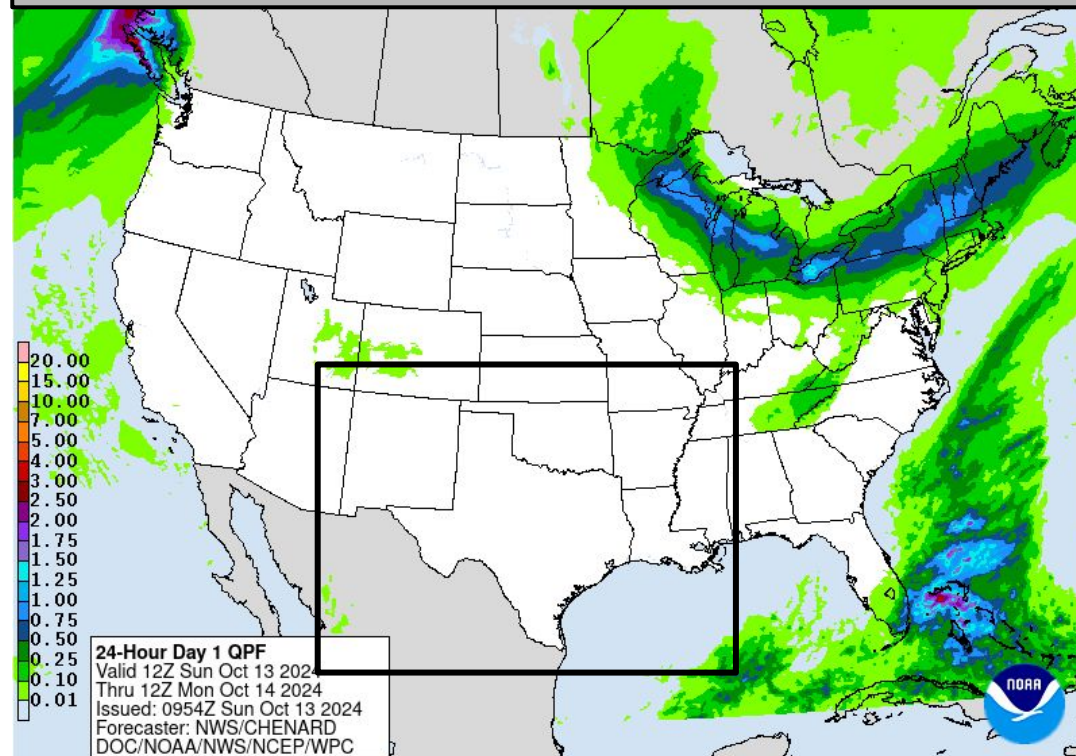 20.00
15.00
10.00
7.00
5.00
4.00
3.00
2.50
2.00
1.75
1.50
1.25
1.00
0.75
0.50
0.25
0.10
0.01
24-Hour Day 1 QPF
Valid 12Z Sun Oct 13 2024
Thru 12Z Mon Oct 14 2024
Issued: 0954Z Sun Oct 13 2024
Forecaster: NWS/CHENARD
DOC/NOAA/NWS/NCEP/WPC
NOAA